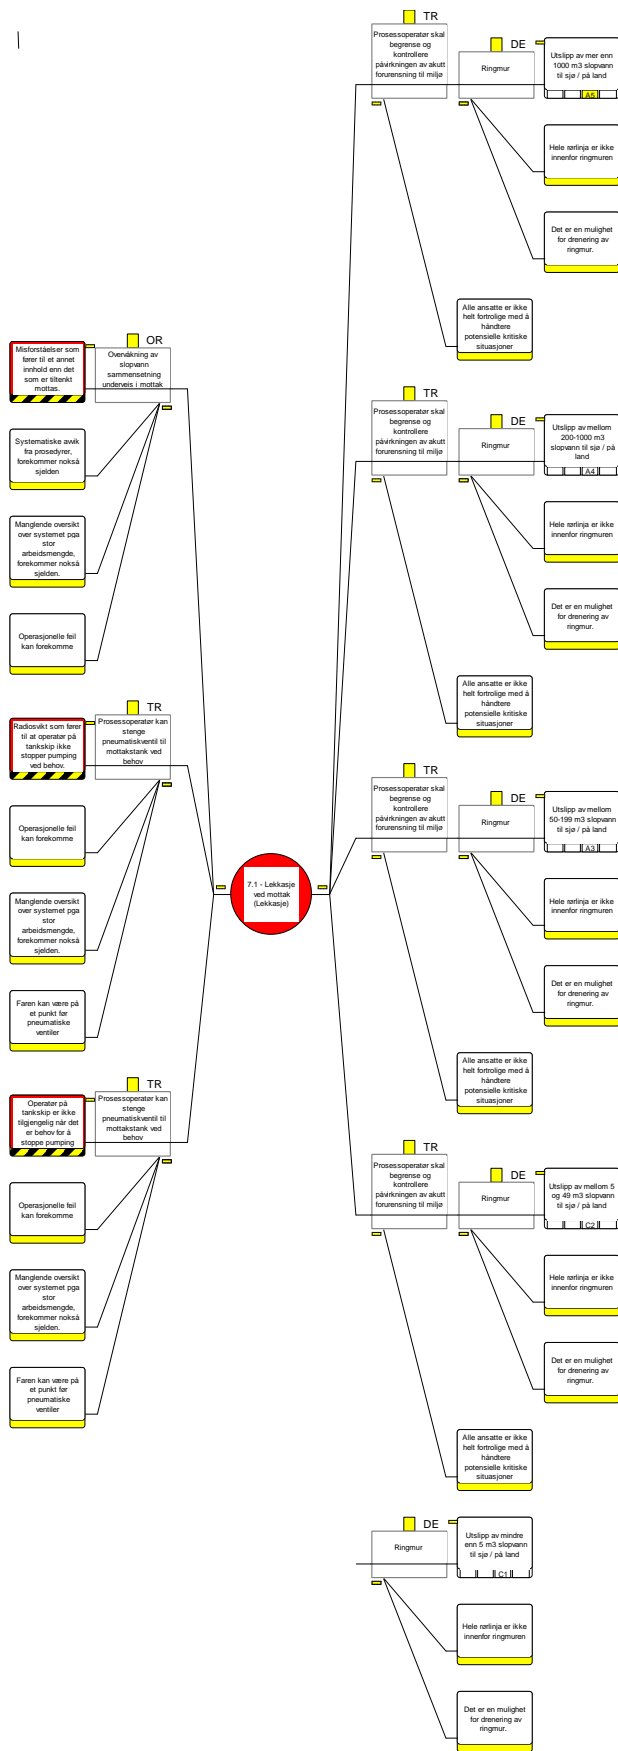 OR
Misforståelser som
fører til et annet
innhold enn det
som er tiltenkt
mottas.
Overvåkning av
slopvann
sammensetning
underveis i mottak
Systematiske avvik
fra prosedyrer,
forekommer nokså
sjelden
Manglende oversikt
over systemet pga
stor
arbeidsmengde,
forekommer nokså
sjelden.
Operasjonelle feil
kan forekomme
TR
Radiosvikt som fører
til at operatør på
tankskip ikke
stopper pumping
ved behov.
Prosessoperatør kan
stenge
pneumatiskventil til
mottakstank ved
behov
Operasjonelle feil
kan forekomme
Manglende oversikt
over systemet pga
stor
arbeidsmengde,
forekommer nokså
sjelden.
Faren kan være på
et punkt før
pneumatiske
ventiler
TR
Operatør på
tankskip er ikke
tilgjengelig når det
er behov for å
stoppe pumping
Prosessoperatør kan
stenge
pneumatiskventil til
mottakstank ved
behov
Operasjonelle feil
kan forekomme
Manglende oversikt
over systemet pga
stor
arbeidsmengde,
forekommer nokså
sjelden.
Faren kan være på
et punkt før
pneumatiske
ventiler
7.1 - Lekkasje
ved mottak
(Lekkasje)
TR
Prosessoperatør skal
begrense og
kontrollere
påvirkningen av akutt
forurensning til miljø
DE
Ringmur
Utslipp av mer enn
1000 m3 slopvann
til sjø / på land
A5
Hele rørlinja er ikke
innenfor ringmuren
Det er en mulighet
for drenering av
ringmur.
Alle ansatte er ikke
helt fortrolige med å
håndtere
potensielle kritiske
situasjoner
TR
Prosessoperatør skal
begrense og
kontrollere
påvirkningen av akutt
forurensning til miljø
DE
Ringmur
Utslipp av mellom
200-1000 m3
slopvann til sjø / på
land
A4
Hele rørlinja er ikke
innenfor ringmuren
Det er en mulighet
for drenering av
ringmur.
Alle ansatte er ikke
helt fortrolige med å
håndtere
potensielle kritiske
situasjoner
TR
Prosessoperatør skal
begrense og
kontrollere
påvirkningen av akutt
forurensning til miljø
DE
Ringmur
Utslipp av mellom
50-199 m3 slopvann
til sjø / på land
A3
Hele rørlinja er ikke
innenfor ringmuren
Det er en mulighet
for drenering av
ringmur.
Alle ansatte er ikke
helt fortrolige med å
håndtere
potensielle kritiske
situasjoner
TR
Prosessoperatør skal
begrense og
kontrollere
påvirkningen av akutt
forurensning til miljø
DE
Ringmur
Utslipp av mellom 5
og 49 m3 slopvann
til sjø / på land
C2
Hele rørlinja er ikke
innenfor ringmuren
Det er en mulighet
for drenering av
ringmur.
Alle ansatte er ikke
helt fortrolige med å
håndtere
potensielle kritiske
situasjoner
DE
Ringmur
Utslipp av mindre
enn 5 m3 slopvann
til sjø / på land
C1
Hele rørlinja er ikke
innenfor ringmuren
Det er en mulighet
for drenering av
ringmur.